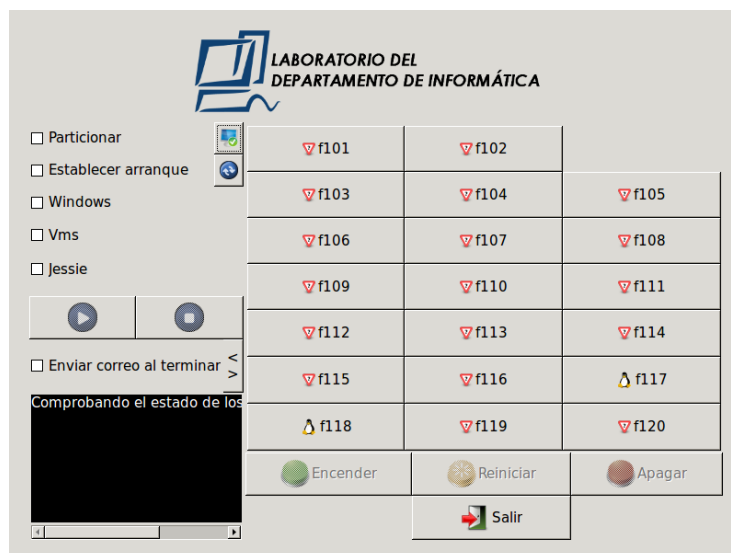 LABORATORIO DEL
DEPARTAMENTO DE INFORMÁTICA
Particionar
Establecer arranque
Windows
Vms
Jessie
Enviar correo al terminar
<
>
Comprobando el estado de los
f101 f102
f103 f104 f105
f106 f107 f108
f109 f110 f111
f112 f113 f114
f115 f116 f117
f118 f119 f120
Encender Reiniciar Apagar
Salir